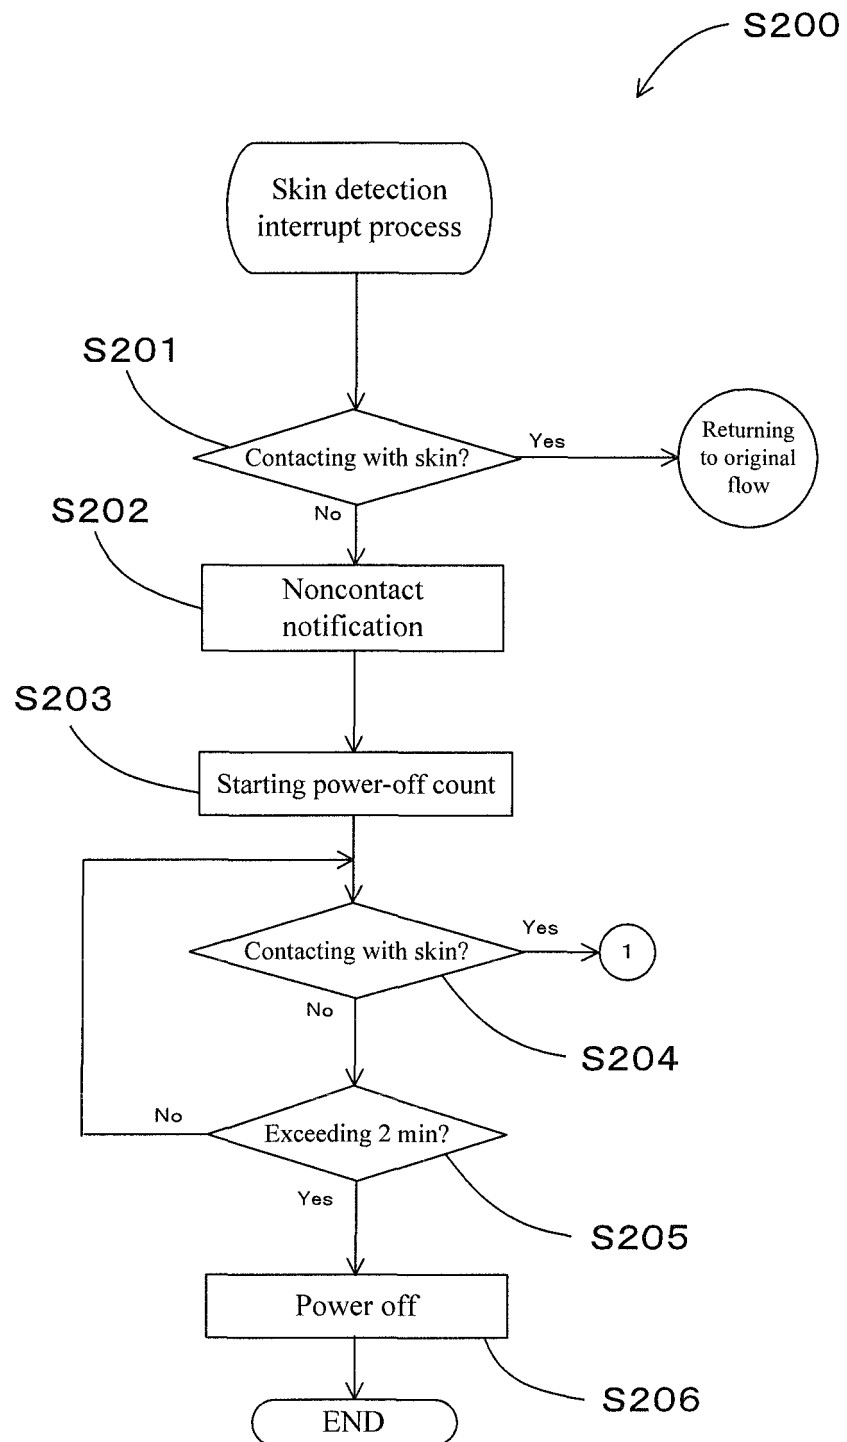 S200
Skin detection
interrupt process
S201
Contacting with skin?
Yes
Returning
to original
flow
No
S202
Noncontact
notification
S203
Starting power-off count
Contacting with skin?
Yes
1
No
S204
No
Exceeding 2 min?
Yes
S205
Power off
S206
END